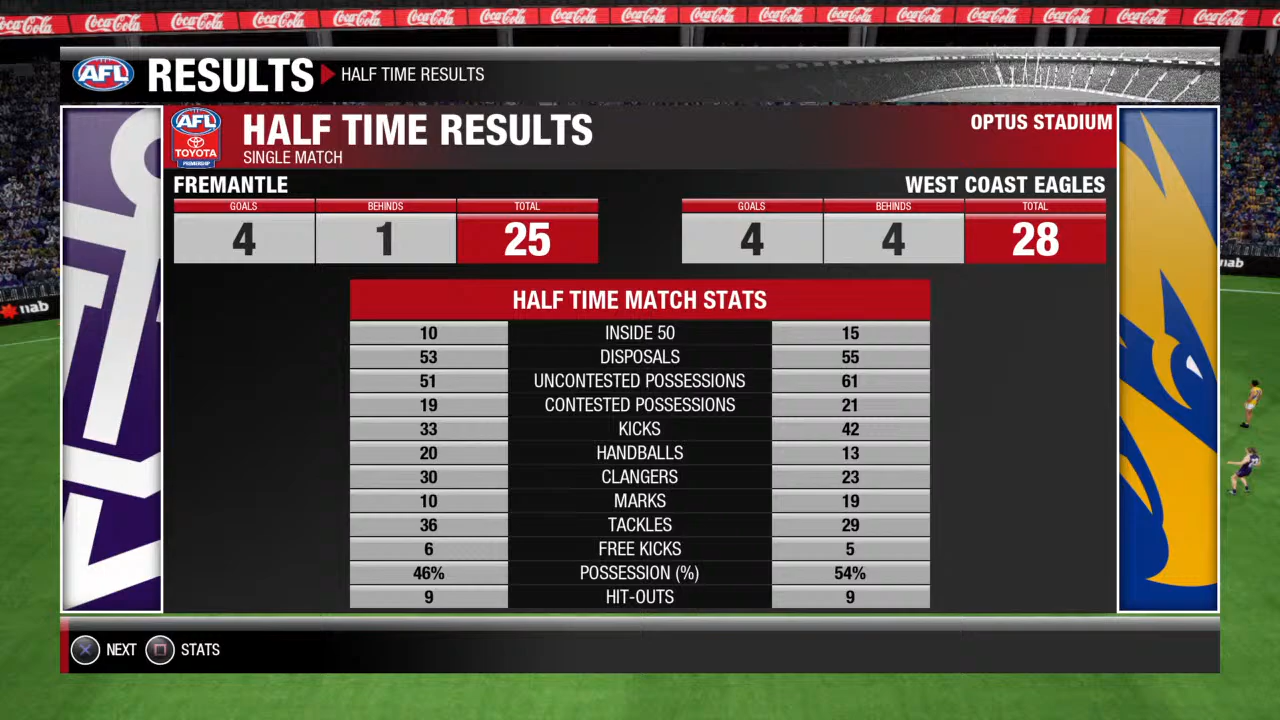 Coca-Cola Coca-Cola Coca-Cola Coca-Cola Coca-Cola Coca-Cola Coca-Cola Coca-Cola Coca-Cola Coca-Cola Coca-Cola Coca-Cola Coca-Cola Coca-Cola Coca-Cola Coca-Cola
AFL RESULTS HALF TIME RESULTS
AFL TOYOTA PREMIERSHIP
HALF TIME RESULTS
SINGLE MATCH
OPTUS STADIUM
FREMANTLE WEST COAST EAGLES
GOALS BEHINDS TOTAL GOALS BEHINDS TOTAL
4 1 25 4 4 28
nab nab
HALF TIME MATCH STATS
10 INSIDE 50 15
53 DISPOSALS 55
51 UNCONTESTED POSSESSIONS 61
19 CONTESTED POSSESSIONS 21
33 KICKS 42
20 HANDBALLS 13
30 CLANGERS 23
10 MARKS 19
36 TACKLES 29
6 FREE KICKS 5
46% POSSESSION (%) 54%
9 HIT-OUTS 9
NEXT STATS